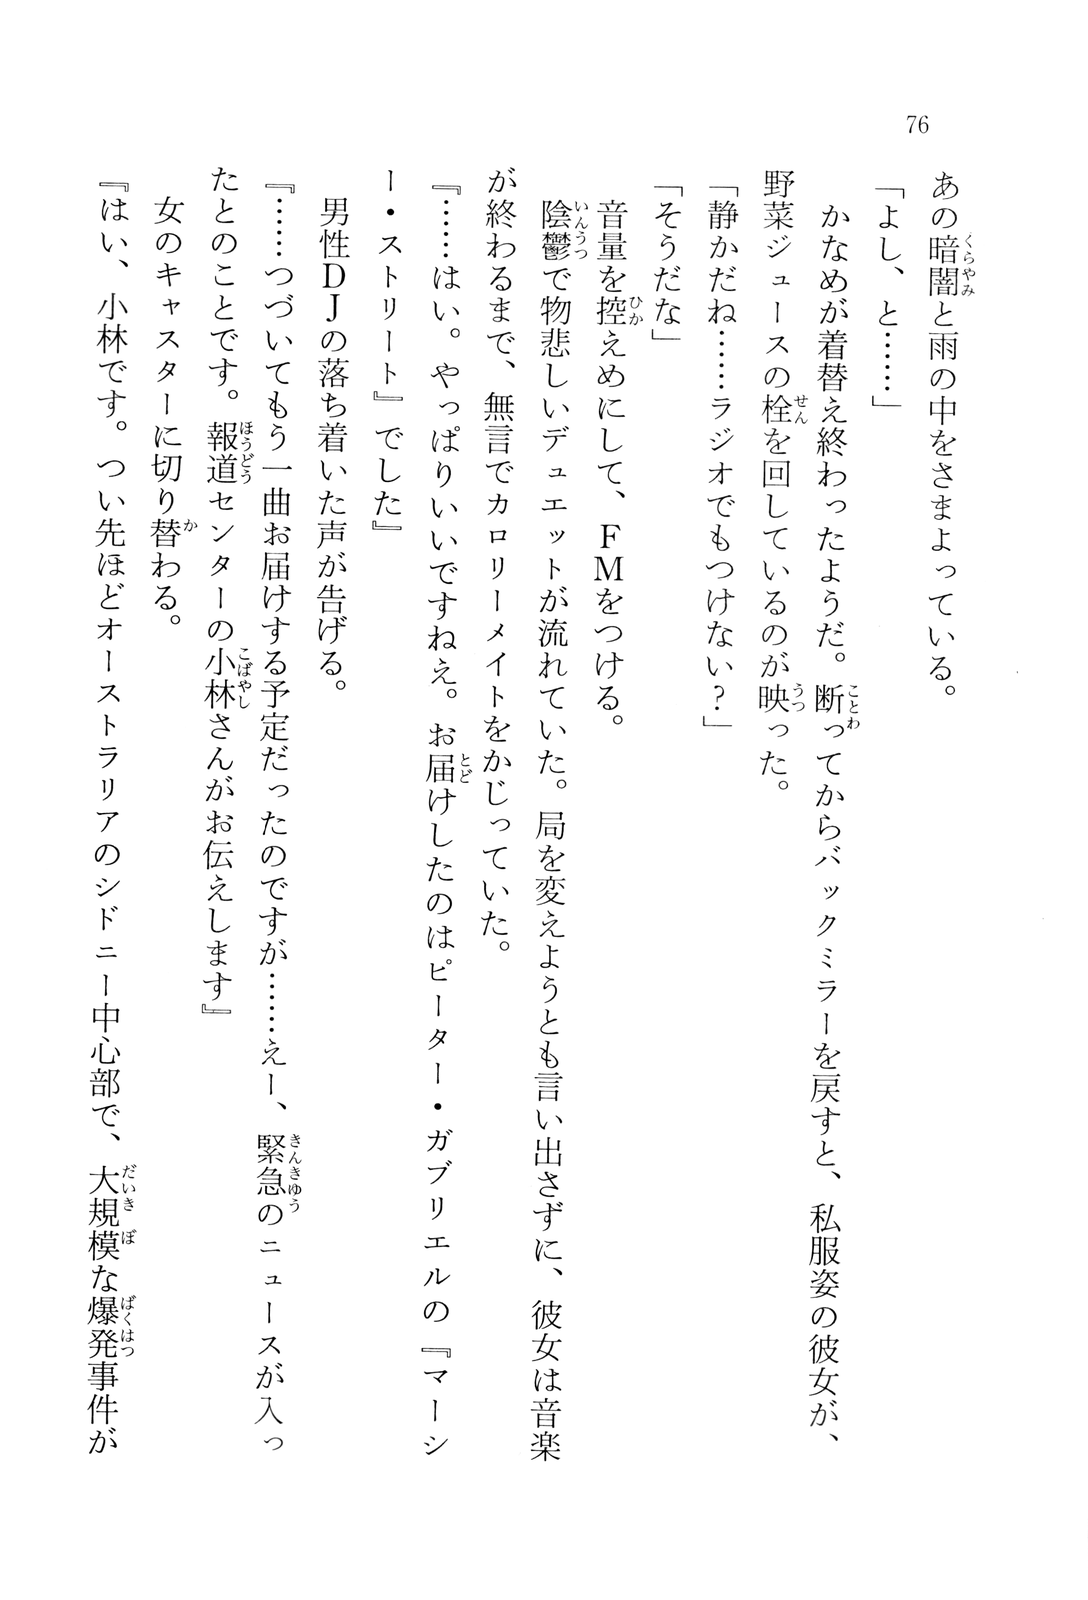 76
あの暗闇と雨の中をさまよっている。
「よし、と……」
かなめが着替え終わったようだ。断ってからバックミラーを戻すと、私服姿の彼女が、
野菜ジュースの栓を回しているのが映った。
「静かだね……ラジオでもつけない？」
「そうだな」
音量を控えめにして、ＦＭをつける。
陰鬱で物悲しいデュエットが流れていた。局を変えようとも言い出さずに、彼女は音楽
が終わるまで、無言でカロリーメイトをかじっていた。
『……はい。やっぱりいいですねえ。お届けしたのはピーター・ガブリエルの『マーシ
ー・ストリート』でした』
男性ＤＪの落ち着いた声が告げる。
『……つづいてもう一曲お届けする予定だったのですが……えー、緊急のニュースが入っ
たとのことです。報道センターの小林さんがお伝えします』
女のキャスターに切り替わる。
『はい、小林です。つい先ほどオーストラリアのシドニー中心部で、大規模な爆発事件が